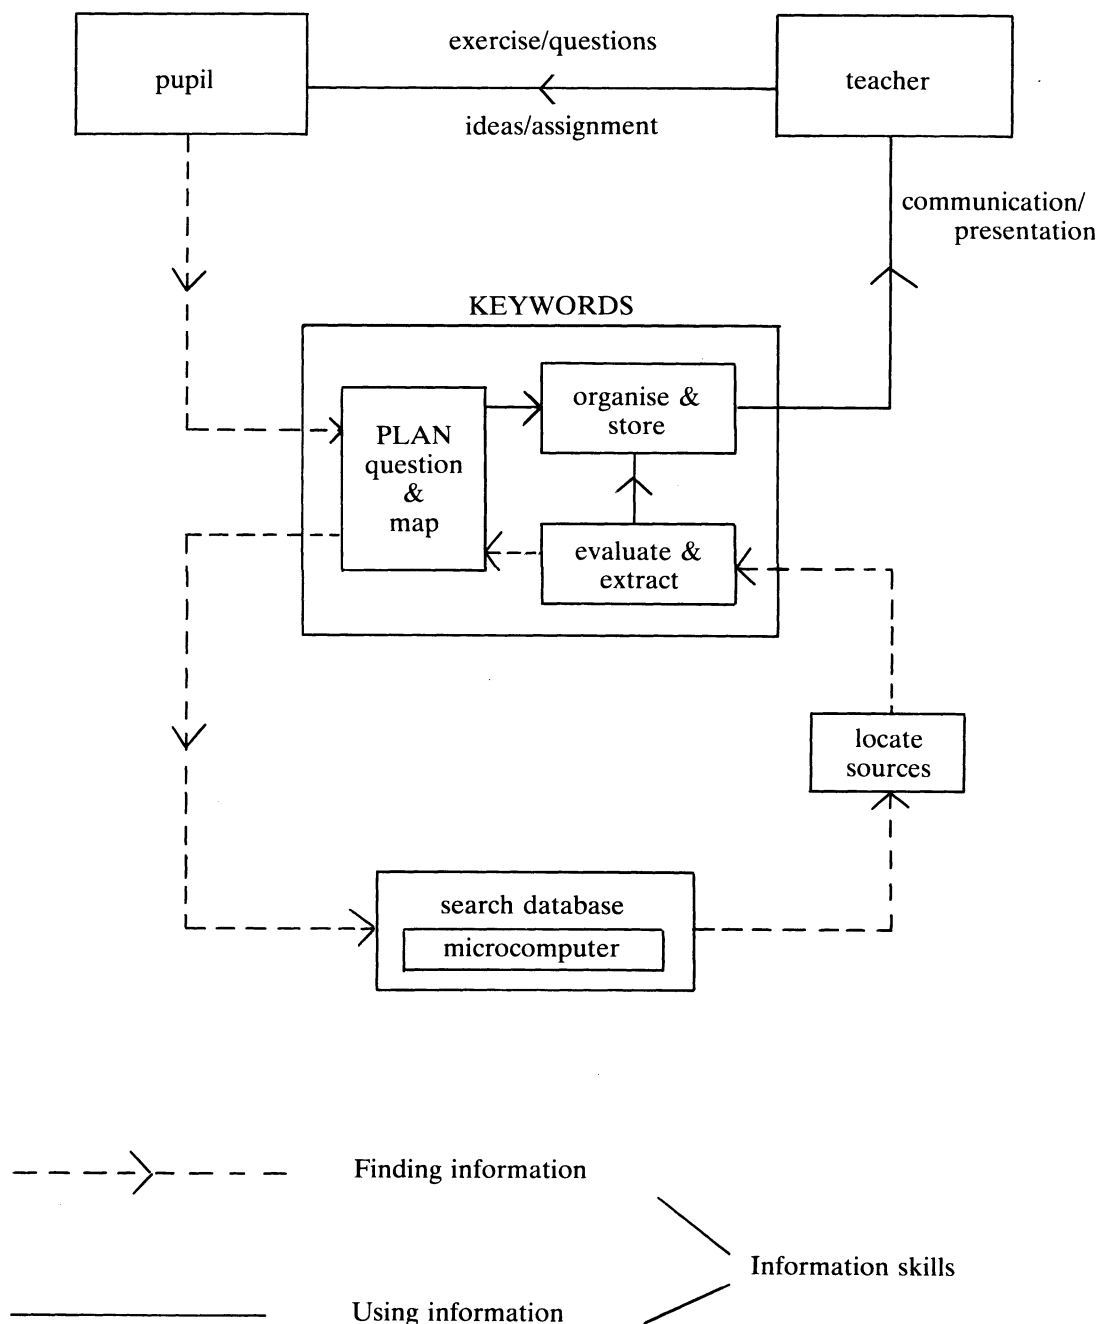 exercise/questions
pupil
teacher
ideas/assignment
communication/
presentation
KEYWORDS
organise &
store
PLAN
question
&
map
evaluate &
extract
locate
sources
search database
microcomputer
Finding information
Information skills
Using information